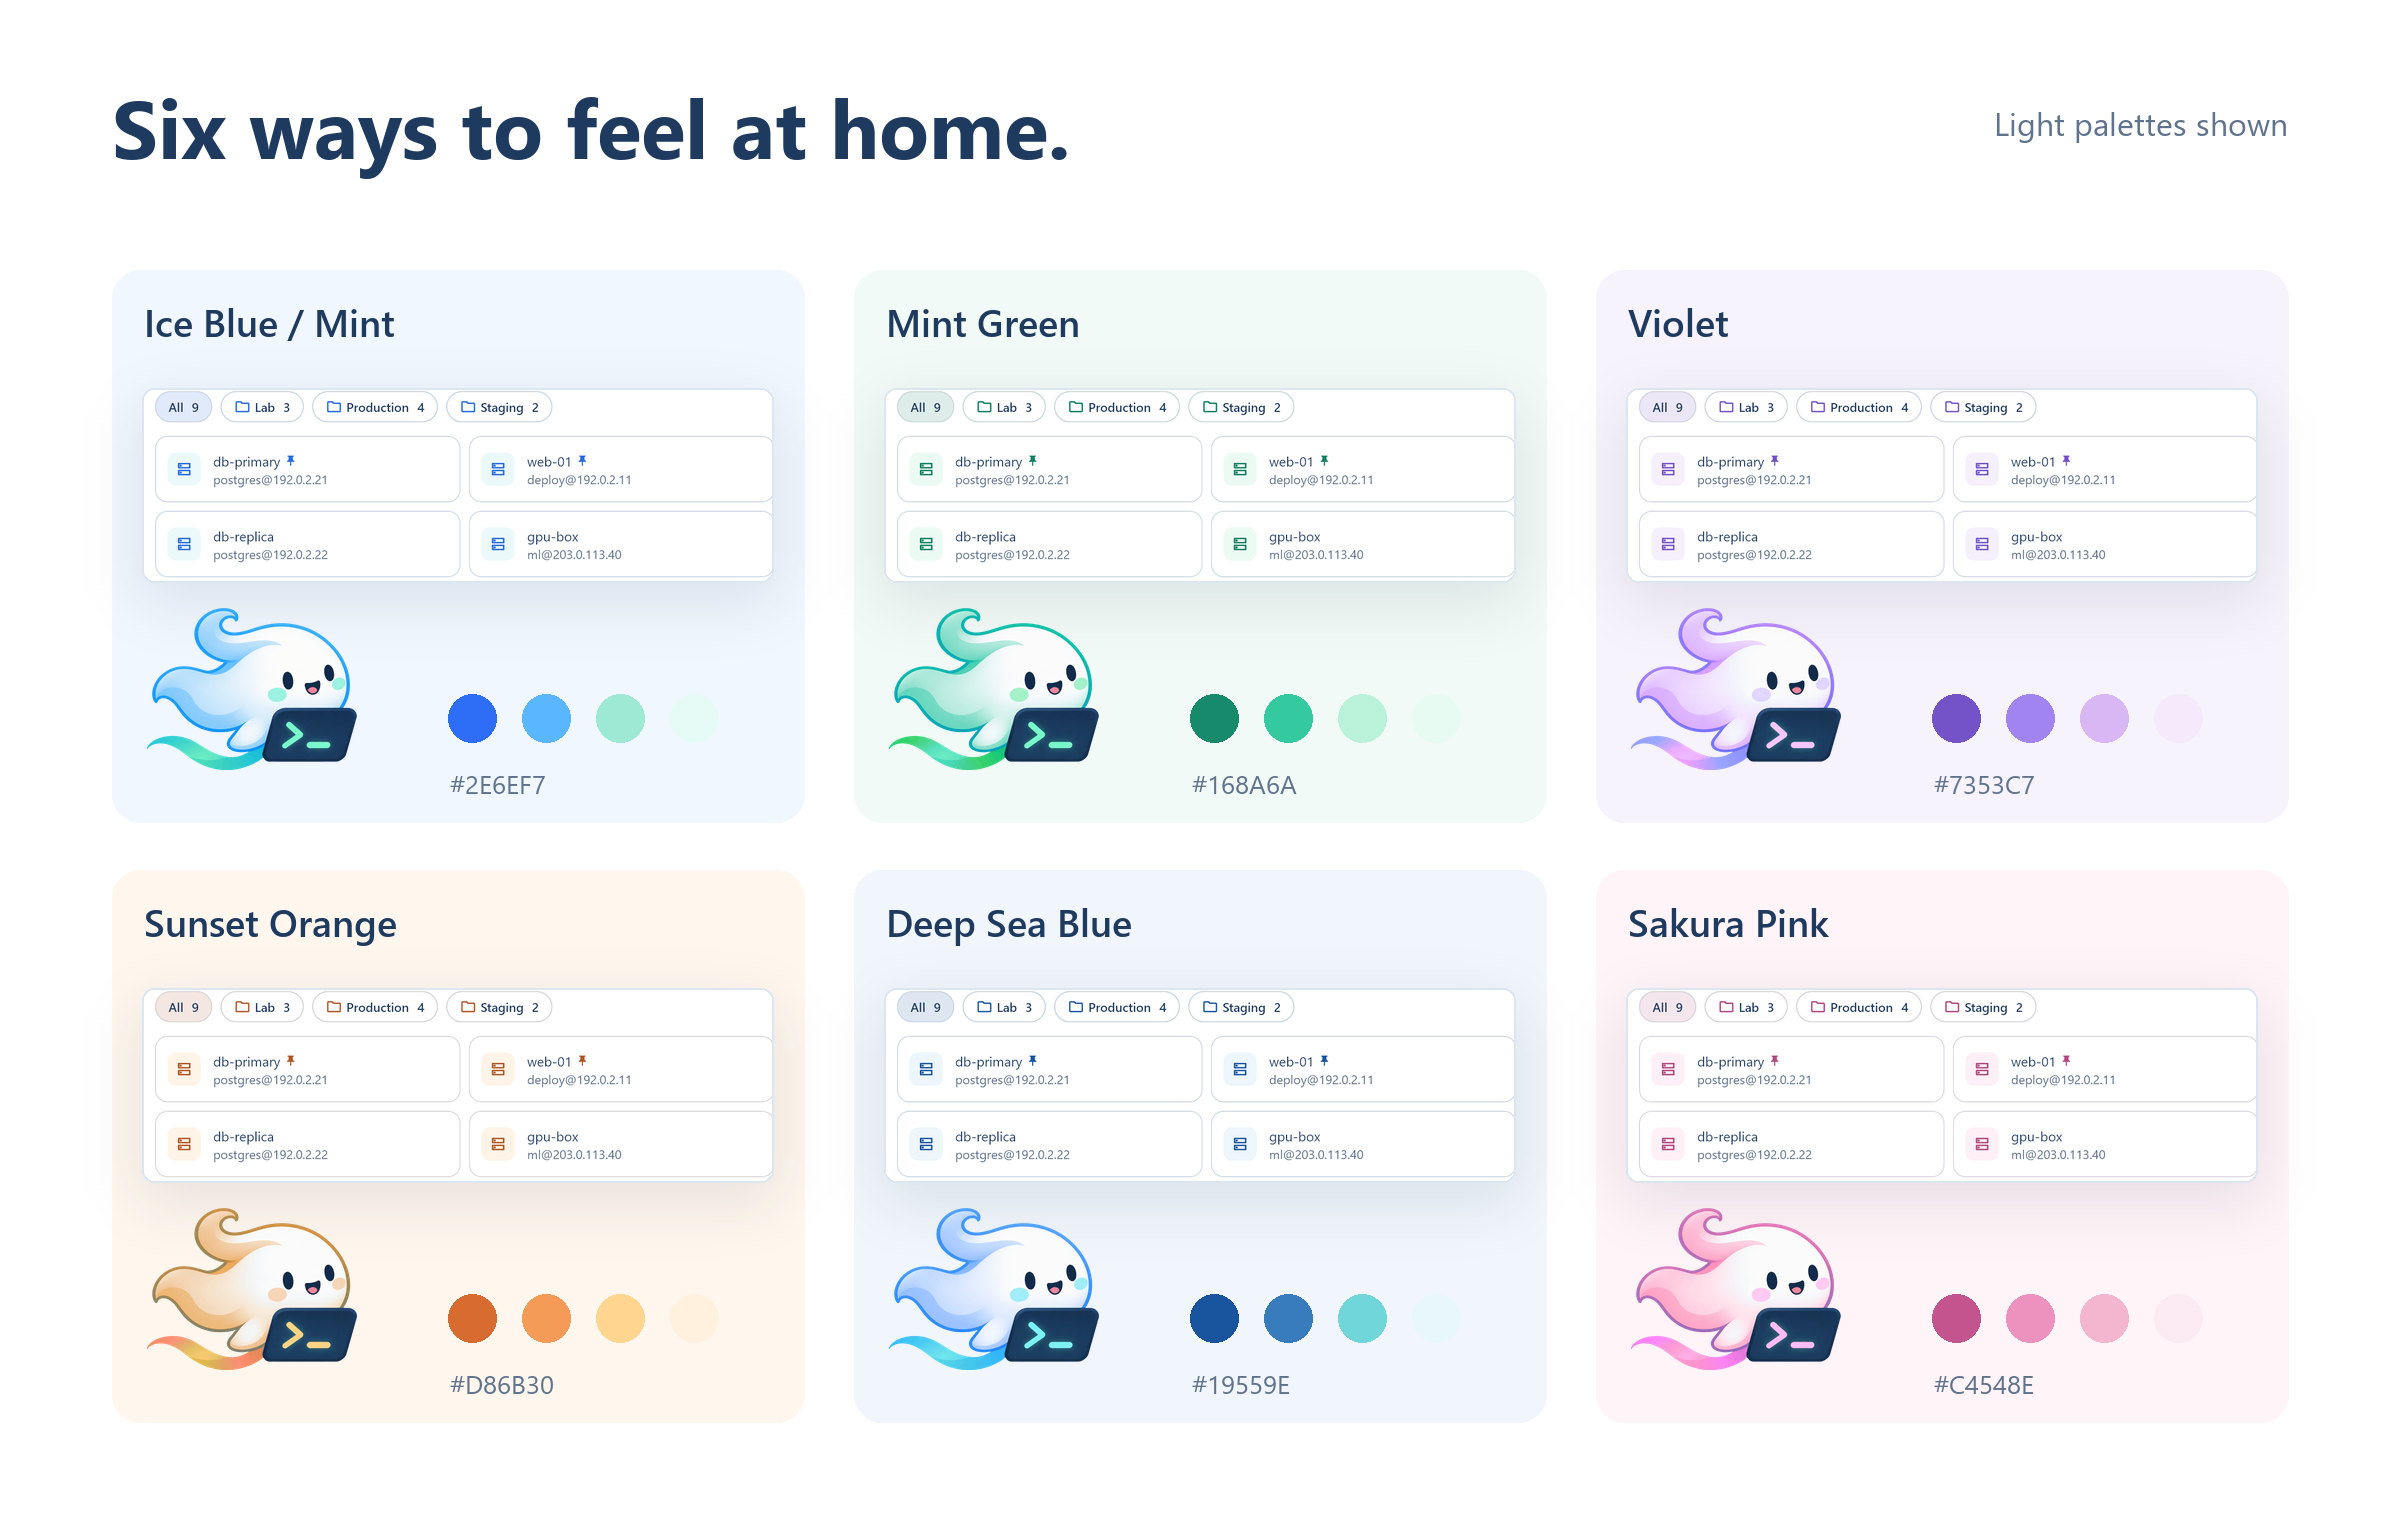 Six ways to feel at home.
Light palettes shown
Ice Blue / Mint
All 9 Lab 3 Production 4 Staging 2
db-primary
postgres@192.0.2.21
web-01
deploy@192.0.2.11
db-replica
postgres@192.0.2.22
gpu-box
ml@203.0.113.40
>_
#2E6EF7
Mint Green
All 9 Lab 3 Production 4 Staging 2
db-primary
postgres@192.0.2.21
web-01
deploy@192.0.2.11
db-replica
postgres@192.0.2.22
gpu-box
ml@203.0.113.40
>_
#168A6A
Violet
All 9 Lab 3 Production 4 Staging 2
db-primary
postgres@192.0.2.21
web-01
deploy@192.0.2.11
db-replica
postgres@192.0.2.22
gpu-box
ml@203.0.113.40
>_
#7353C7
Sunset Orange
All 9 Lab 3 Production 4 Staging 2
db-primary
postgres@192.0.2.21
web-01
deploy@192.0.2.11
db-replica
postgres@192.0.2.22
gpu-box
ml@203.0.113.40
>_
#D86B30
Deep Sea Blue
All 9 Lab 3 Production 4 Staging 2
db-primary
postgres@192.0.2.21
web-01
deploy@192.0.2.11
db-replica
postgres@192.0.2.22
gpu-box
ml@203.0.113.40
>_
#19559E
Sakura Pink
All 9 Lab 3 Production 4 Staging 2
db-primary
postgres@192.0.2.21
web-01
deploy@192.0.2.11
db-replica
postgres@192.0.2.22
gpu-box
ml@203.0.113.40
>_
#C4548E